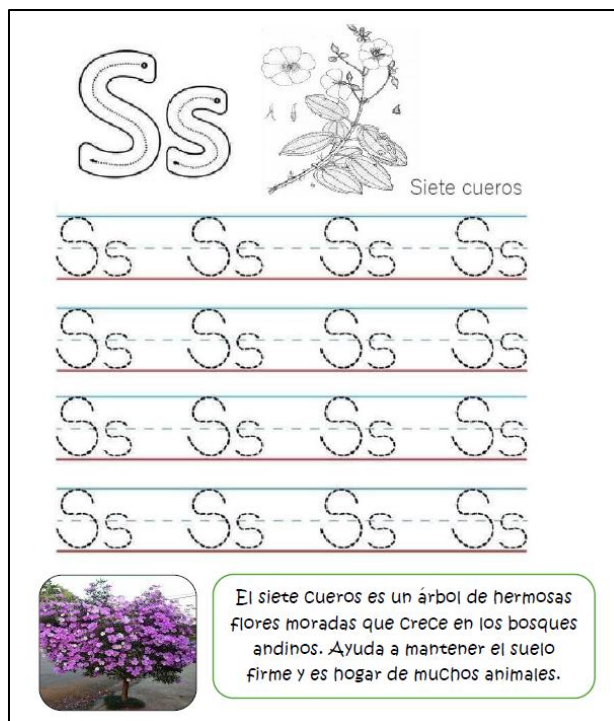 Ss
Siete cueros
Ss Ss Ss Ss
Ss Ss Ss Ss
Ss Ss Ss Ss
Ss Ss Ss Ss
El siete cueros es un árbol de hermosas
flores moradas que crece en los bosques
andinos. Ayuda a mantener el suelo
firme y es hogar de muchos animales.